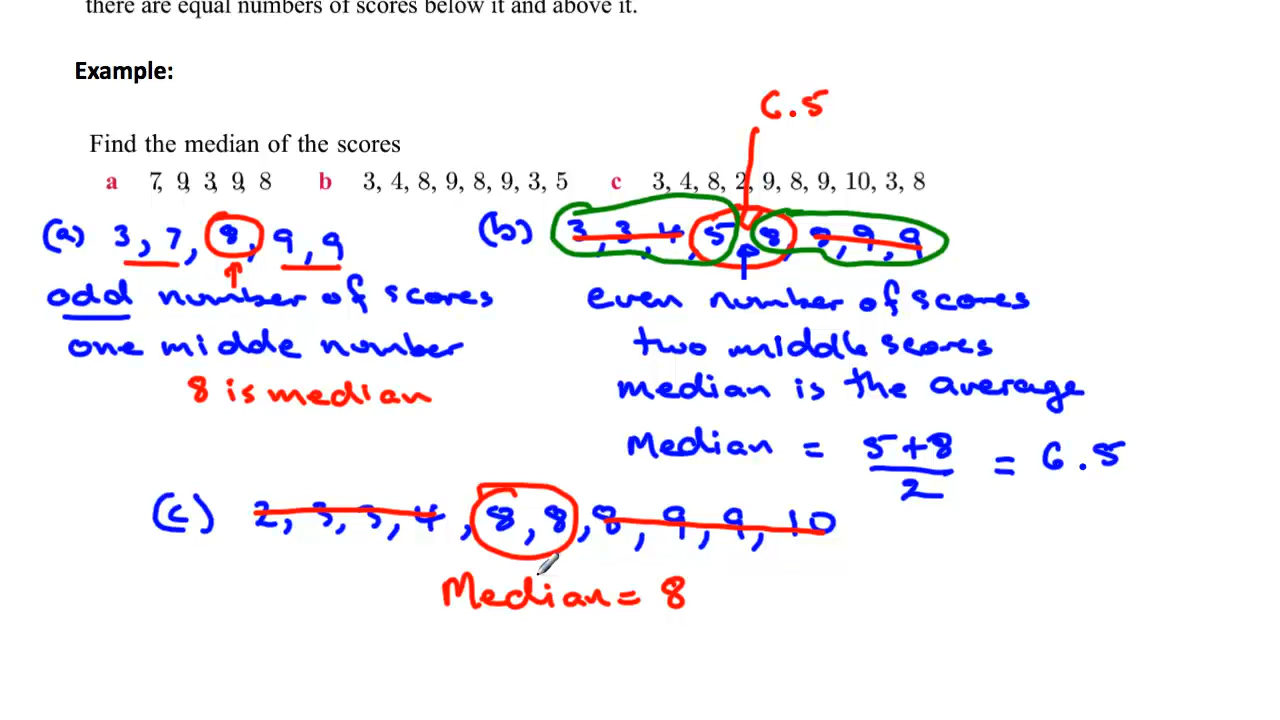 there are equal numbers of scores below it and above it.
Example:
6.5
Find the median of the scores
a 7, 9, 3, 9, 8 b 3, 4, 8, 9, 8, 9, 3, 5 c 3, 4, 8, 2, 9, 8, 9, 10, 3, 8
(a) 3, 7, 8, 9, 9
odd number of scores
one middle number
8 is median
(b) 3, 3, 4, 5, 8, 8, 9, 9
even number of scores
two middle scores
median is the average
Median = 5+8 / 2 = 6.5
(c) 2, 3, 3, 4, 8, 8, 8, 9, 9, 10
Median = 8